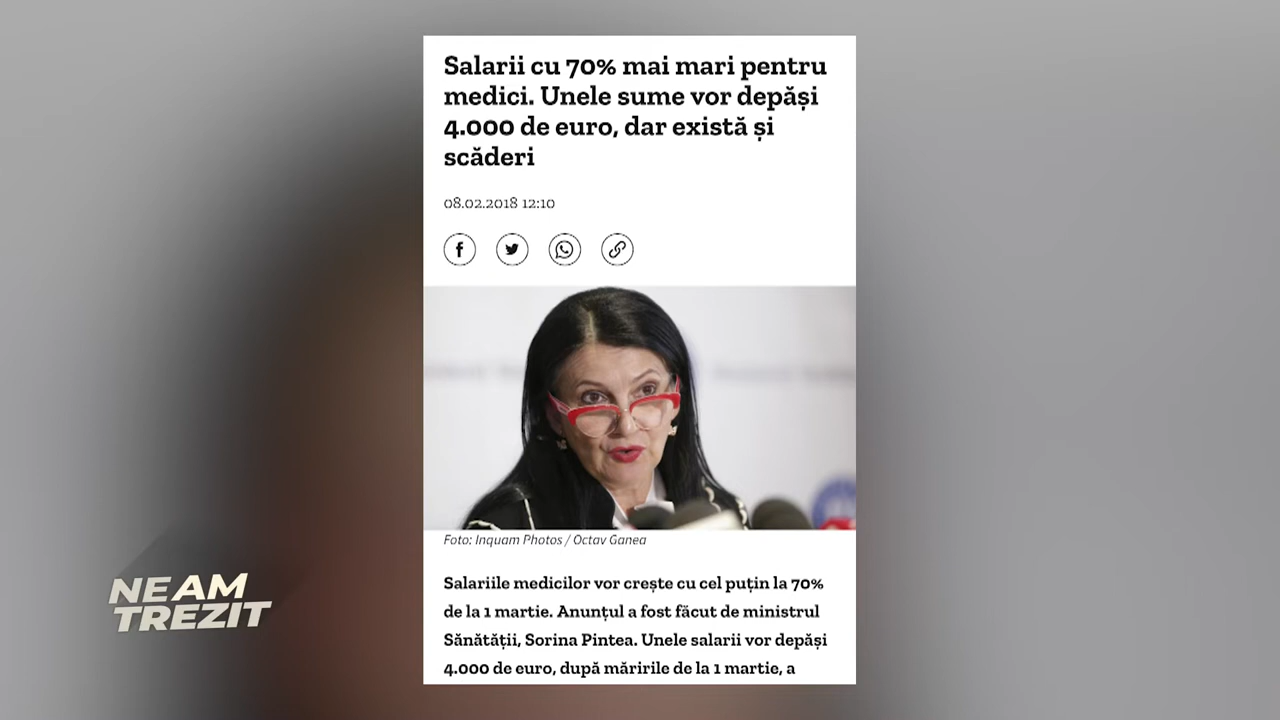 Salarii cu 70% mai mari pentru
medici. Unele sume vor depăși
4.000 de euro, dar există și
scăderi
08.02.2018 12:10
Foto: Inquam Photos / Octav Ganea
Salariile medicilor vor crește cu cel puțin la 70%
de la 1 martie. Anunțul a fost făcut de ministrul
Sănătății, Sorina Pintea. Unele salarii vor depăși
4.000 de euro, după măririle de la 1 martie, a
NE AM
TREZIT